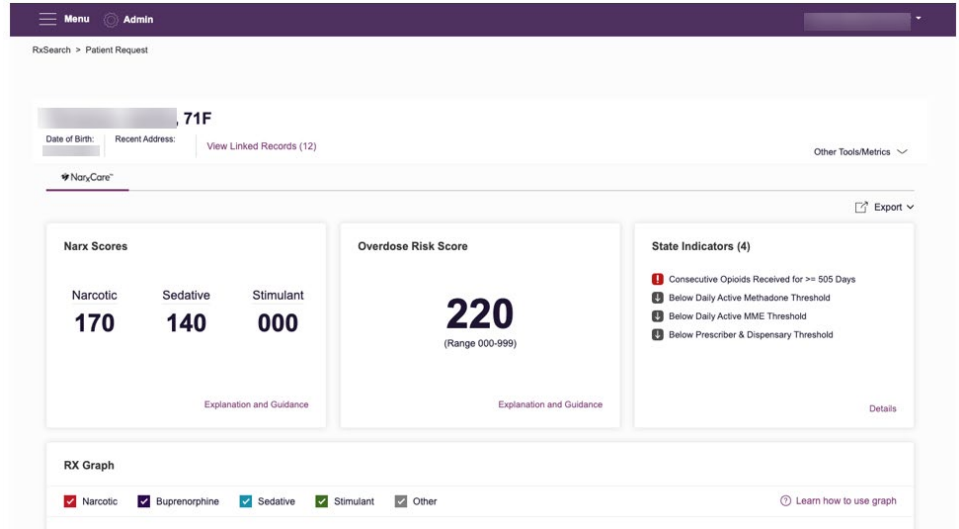 Menu Admin
RxSearch > Patient Request
, 71F
Date of Birth: Recent Address: View Linked Records (12)
Other Tools/Metrics
NarxCare™
Export
Narx Scores
Narcotic Sedative Stimulant
170 140 000
Explanation and Guidance
Overdose Risk Score
220
(Range 000-999)
Explanation and Guidance
State Indicators (4)
Consecutive Opioids Received for >= 505 Days
Below Daily Active Methadone Threshold
Below Daily Active MME Threshold
Below Prescriber & Dispensary Threshold
Details
RX Graph
Narcotic Buprenorphine Sedative Stimulant Other
Learn how to use graph